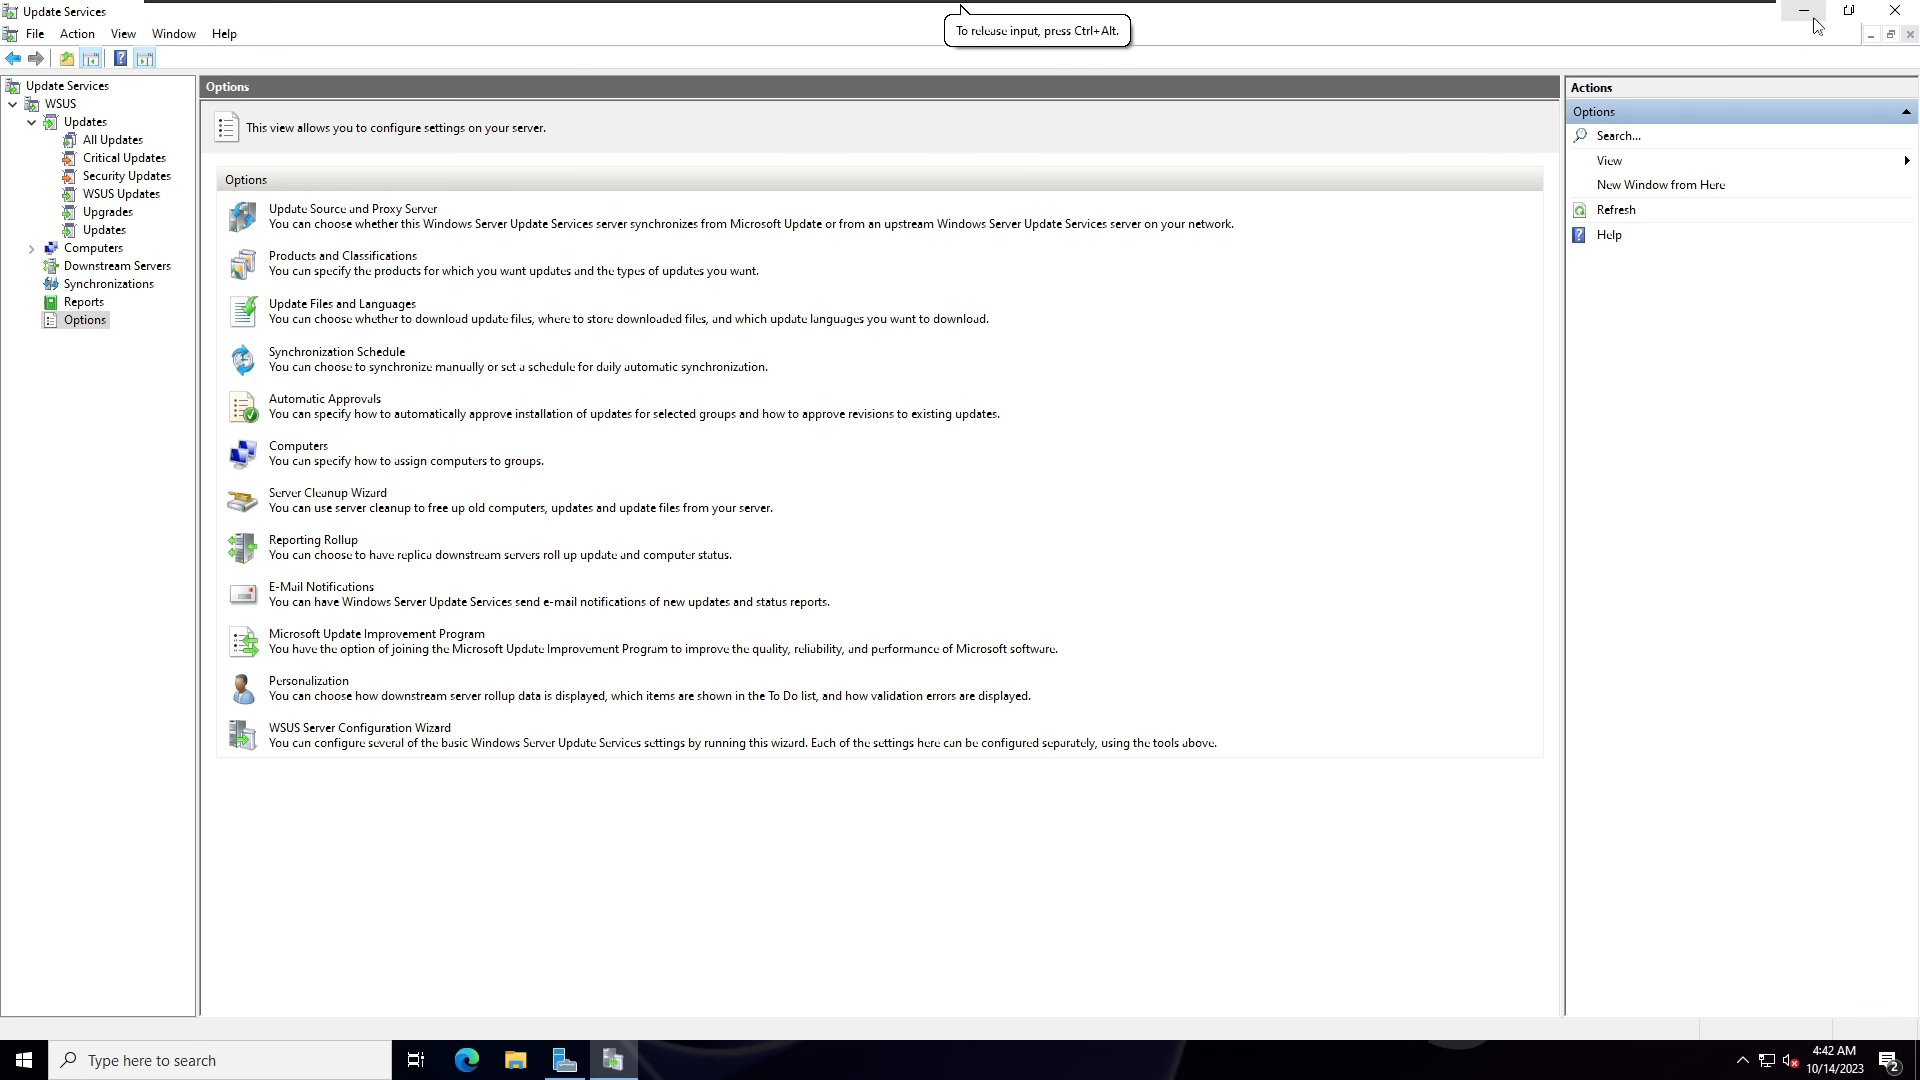 Update Services
To release input, press Ctrl+Alt.
File Action View Window Help
Update Services
WSUS
Updates
All Updates
Critical Updates
Security Updates
WSUS Updates
Upgrades
Updates
Computers
Downstream Servers
Synchronizations
Reports
Options
Options
This view allows you to configure settings on your server.
Options
Update Source and Proxy Server
You can choose whether this Windows Server Update Services server synchronizes from Microsoft Update or from an upstream Windows Server Update Services server on your network.
Products and Classifications
You can specify the products for which you want updates and the types of updates you want.
Update Files and Languages
You can choose whether to download update files, where to store downloaded files, and which update languages you want to download.
Synchronization Schedule
You can choose to synchronize manually or set a schedule for daily automatic synchronization.
Automatic Approvals
You can specify how to automatically approve installation of updates for selected groups and how to approve revisions to existing updates.
Computers
You can specify how to assign computers to groups.
Server Cleanup Wizard
You can use server cleanup to free up old computers, updates and update files from your server.
Reporting Rollup
You can choose to have replica downstream servers roll up update and computer status.
E-Mail Notifications
You can have Windows Server Update Services send e-mail notifications of new updates and status reports.
Microsoft Update Improvement Program
You have the option of joining the Microsoft Update Improvement Program to improve the quality, reliability, and performance of Microsoft software.
Personalization
You can choose how downstream server rollup data is displayed, which items are shown in the To Do list, and how validation errors are displayed.
WSUS Server Configuration Wizard
You can configure several of the basic Windows Server Update Services settings by running this wizard. Each of the settings here can be configured separately, using the tools above.
Actions
Options
Search...
View
New Window from Here
Refresh
Help
Type here to search
4:42 AM
10/14/2023
2